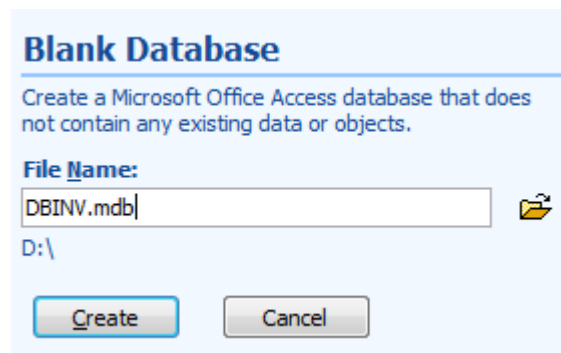 Blank Database
Create a Microsoft Office Access database that does
not contain any existing data or objects.
File Name:
DBINV.mdb
D:\
Create
Cancel